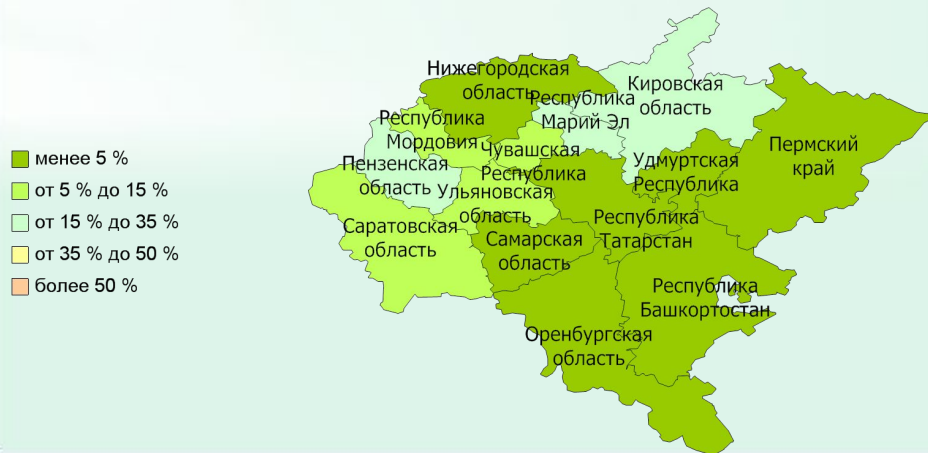 менее 5 %
от 5 % до 15 %
от 15 % до 35 %
от 35 % до 50 %
более 50 %
Нижегородская
область
Республика
Марий Эл
Кировская
область
Республика
Мордовия
Чувашская
Республика
Пензенская
область
Ульяновская
область
Удмуртская
Республика
Пермский
край
Саратовская
область
Самарская
область
Республика
Татарстан
Республика
Башкортостан
Оренбургская
область